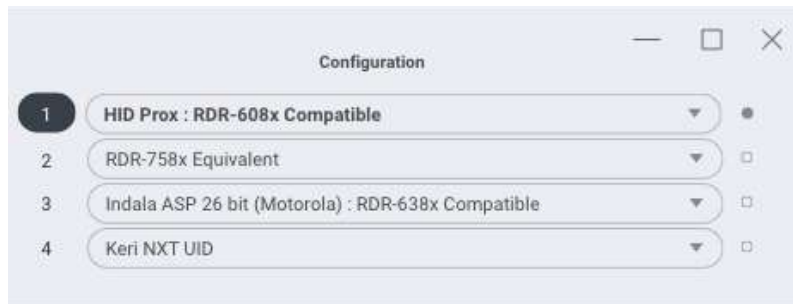 Configuration
1 HID Prox : RDR-608x Compatible
2 RDR-758x Equivalent
3 Indala ASP 26 bit (Motorola) : RDR-638x Compatible
4 Keri NXT UID